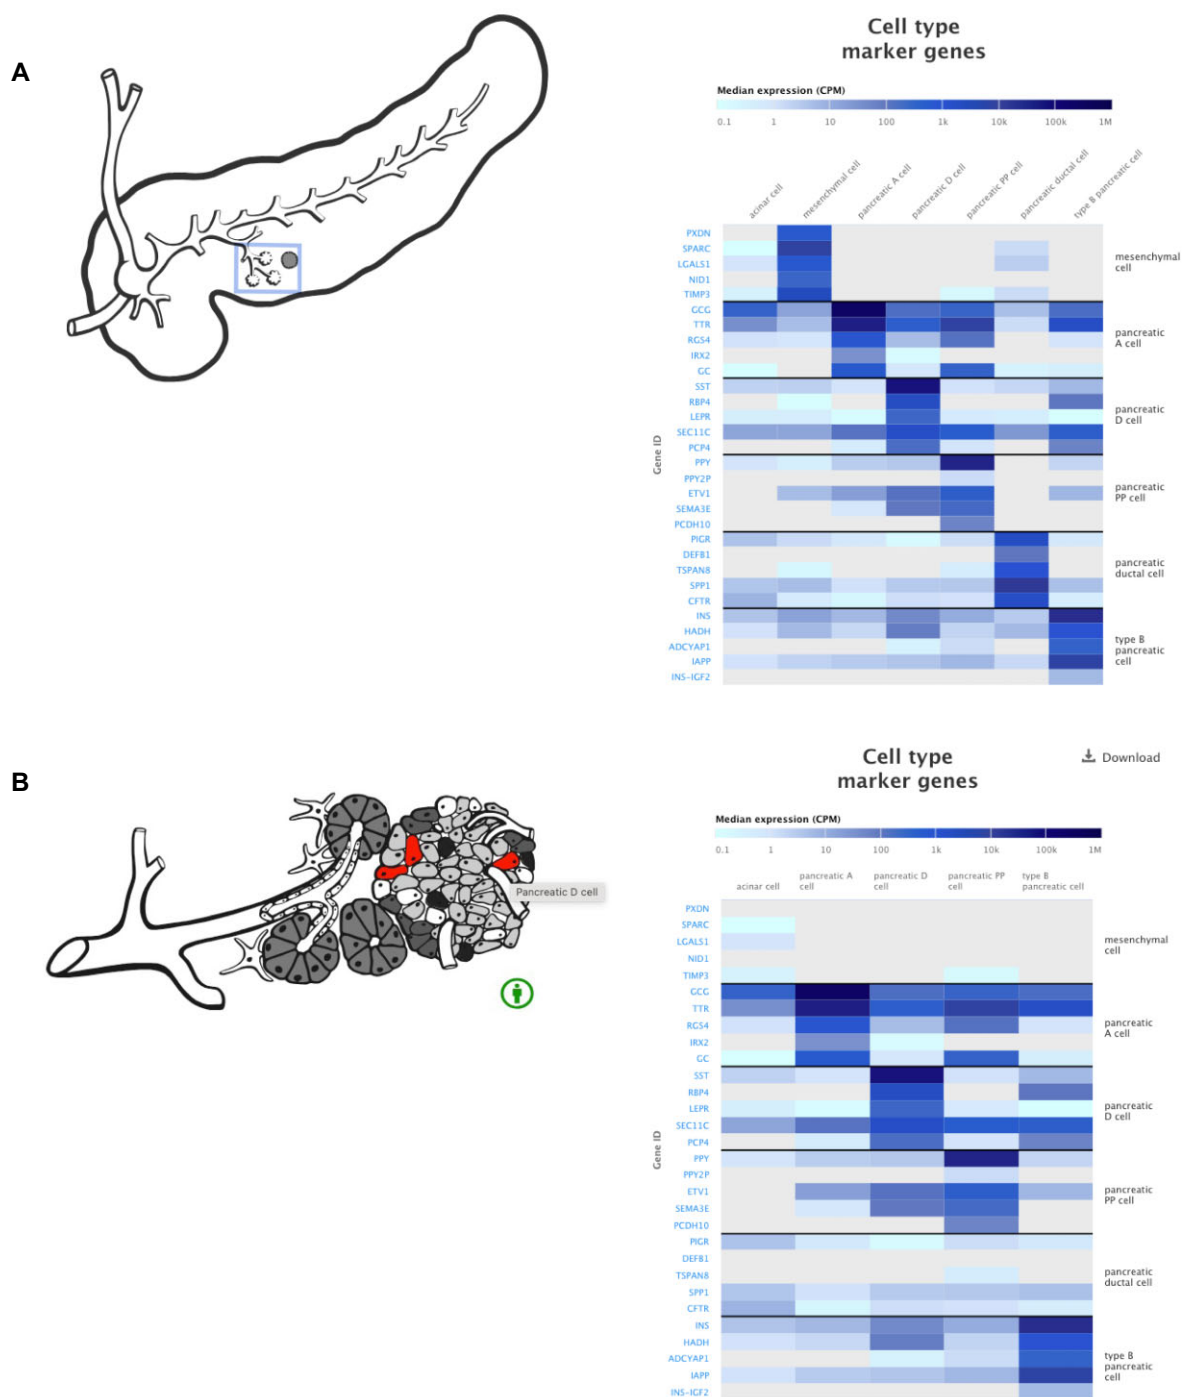 A
Cell type
marker genes
Median expression (CPM)
0.1 1 10 100 1k 10k 100k 1M
acinar cell
mesenchymal cell
pancreatic A cell
pancreatic D cell
pancreatic PP cell
pancreatic ductal cell
type B pancreatic cell
Gene ID
PXDN
SPARC
LGALS1
NID1
TIMP3
mesenchymal
cell
GCG
TTR
RGS4
IRX2
GC
pancreatic
A cell
SST
RBP4
LEPR
SEC11C
PCP4
pancreatic
D cell
PPY
PPY2P
ETV1
SEMA3E
PCDH10
pancreatic
PP cell
PIGR
DEFB1
TSPAN8
SPP1
CFTR
pancreatic
ductal cell
INS
HADH
ADCYAP1
IAPP
INS-IGF2
type B
pancreatic
cell
B
Pancreatic D cell
Cell type
marker genes
Download
Median expression (CPM)
0.1 1 10 100 1k 10k 100k 1M
acinar cell
pancreatic A
cell
pancreatic D
cell
pancreatic PP
cell
type B
pancreatic cell
Gene ID
PXDN
SPARC
LGALS1
NID1
TIMP3
mesenchymal
cell
GCG
TTR
RGS4
IRX2
GC
pancreatic
A cell
SST
RBP4
LEPR
SEC11C
PCP4
pancreatic
D cell
PPY
PPY2P
ETV1
SEMA3E
PCDH10
pancreatic
PP cell
PIGR
DEFB1
TSPAN8
SPP1
CFTR
pancreatic
ductal cell
INS
HADH
ADCYAP1
IAPP
INS-IGF2
type B
pancreatic
cell